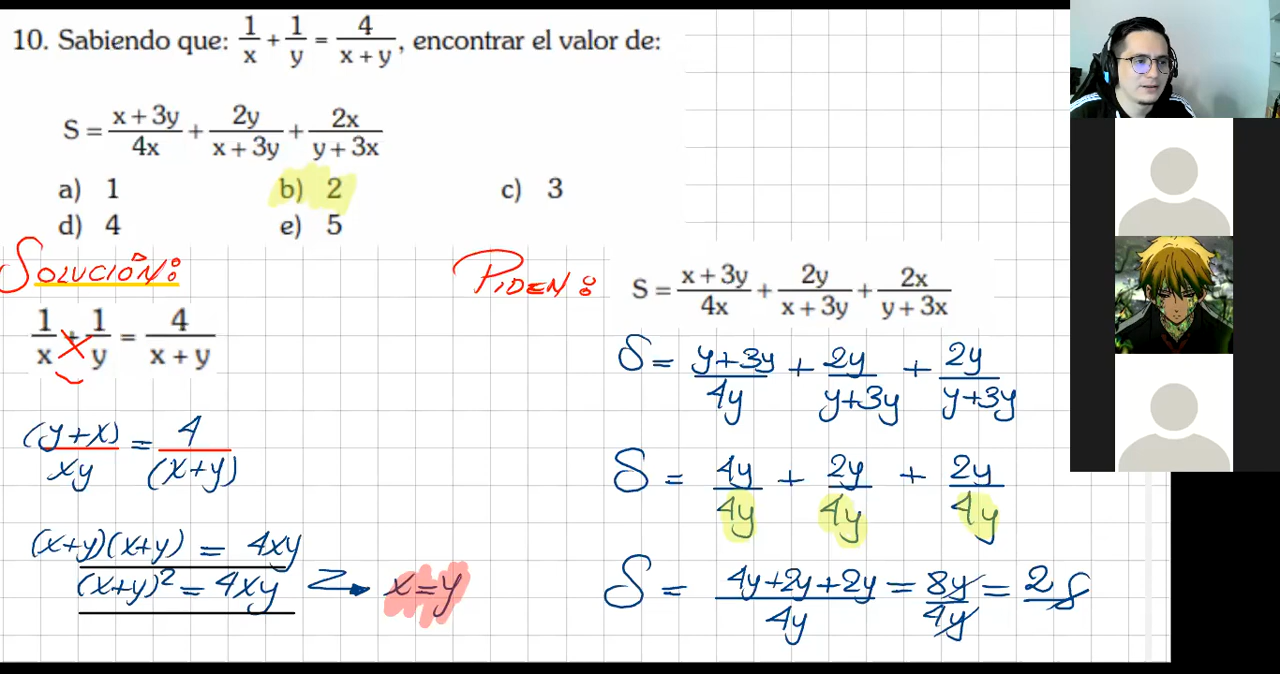 10. Sabiendo que: 1/x + 1/y = 4/(x + y), encontrar el valor de:
S = (x + 3y)/4x + 2y/(x + 3y) + 2x/(y + 3x)
a) 1 b) 2 c) 3
d) 4 e) 5
SOLUCIÓN:
1/x + 1/y = 4/(x + y)
(y+x)/xy = 4/(x+y)
(x+y)(x+y) = 4xy
(x+y)² = 4xy → x=y
PIDEN: S = (x + 3y)/4x + 2y/(x + 3y) + 2x/(y + 3x)
S = (y+3y)/4y + 2y/(y+3y) + 2y/(y+3y)
S = 4y/4y + 2y/4y + 2y/4y
S = (4y+2y+2y)/4y = 8y/4y = 2